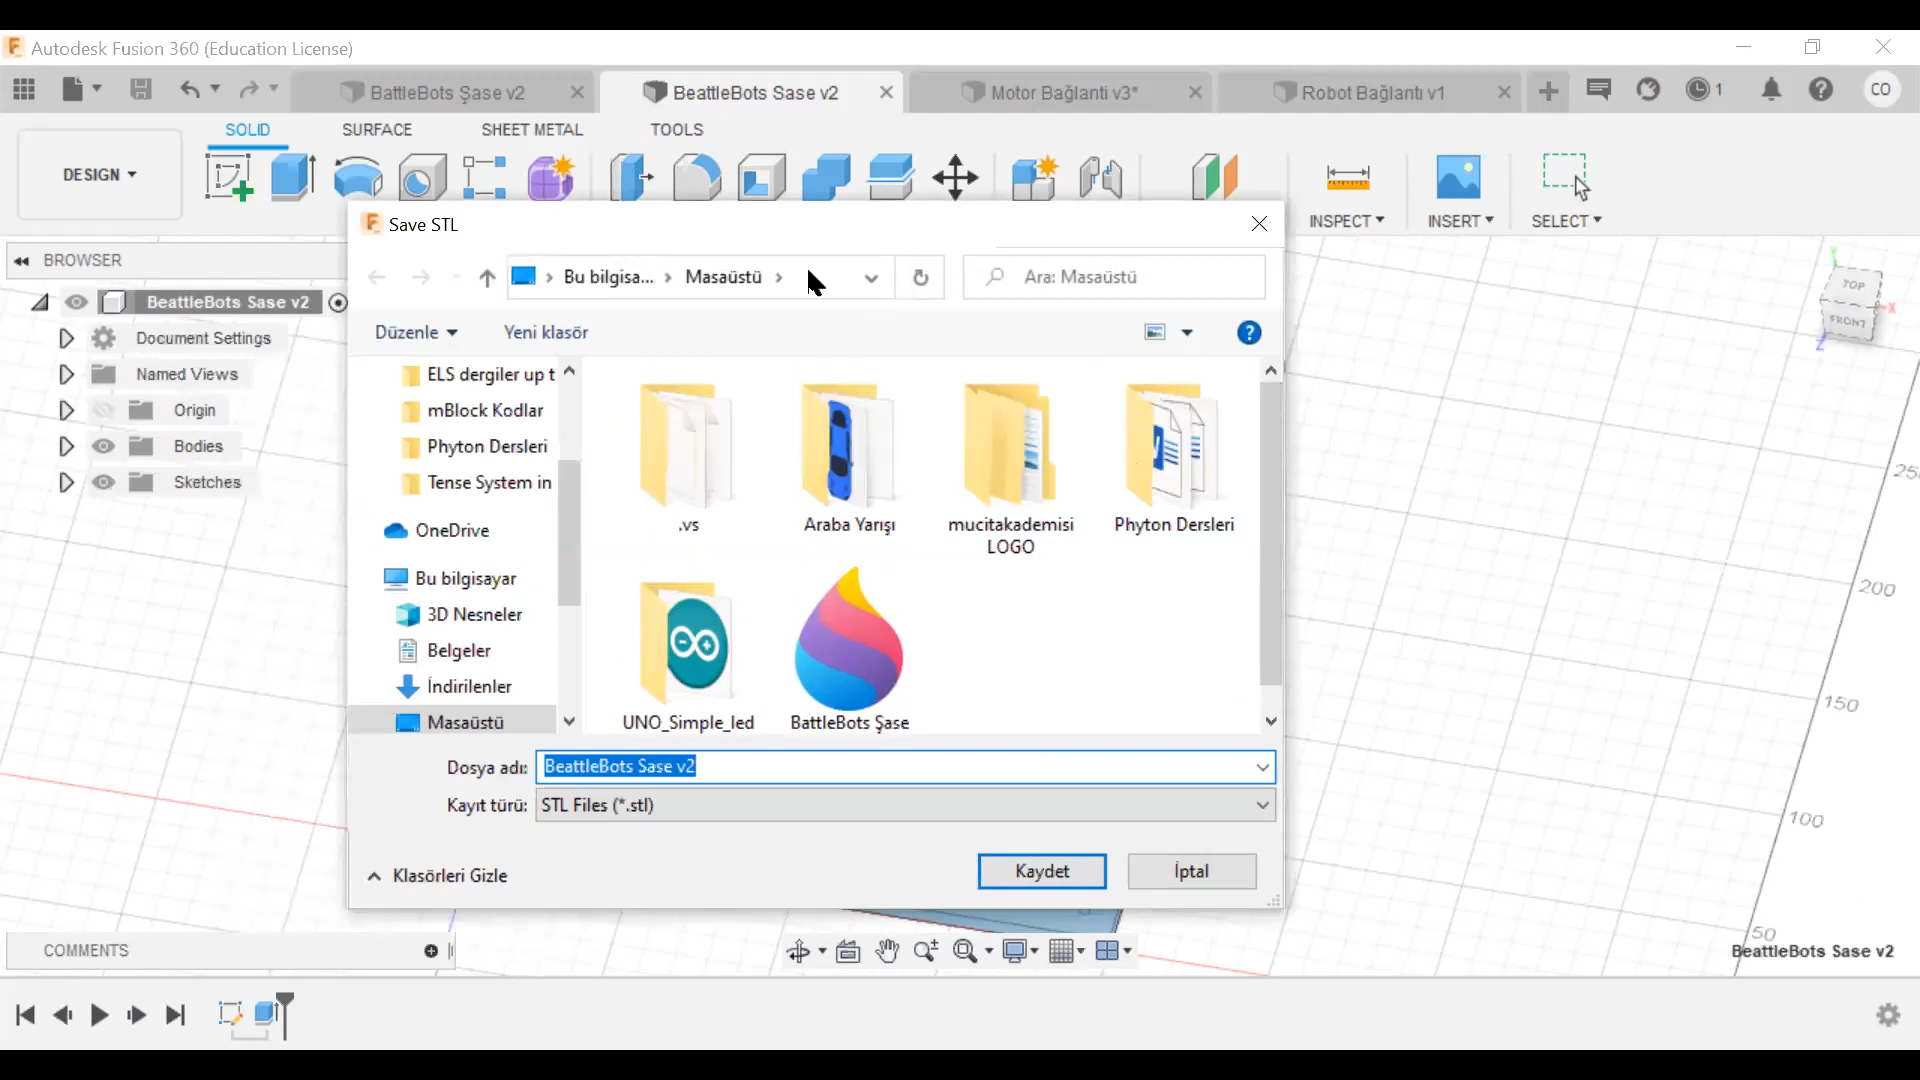 Autodesk Fusion 360 (Education License)
BattleBots Şase v2
BeattleBots Sase v2
Motor Bağlanti v3*
Robot Bağlantı v1
1
CO
SOLID
SURFACE
SHEET METAL
TOOLS
DESIGN
INSPECT
INSERT
SELECT
BROWSER
BeattleBots Sase v2
Document Settings
Named Views
Origin
Bodies
Sketches
Save STL
Bu bilgisa...
Masaüstü
Ara: Masaüstü
Düzenle
Yeni klasör
ELS dergiler up t
mBlock Kodlar
Phyton Dersleri
Tense System in
OneDrive
Bu bilgisayar
3D Nesneler
Belgeler
İndirilenler
Masaüstü
.vs
Araba Yarışı
mucitakademisi
LOGO
Phyton Dersleri
UNO_Simple_led
BattleBots Şase
Dosya adı:
BeattleBots Sase v2
Kayıt türü:
STL Files (*.stl)
Klasörleri Gizle
Kaydet
İptal
TOP
FRONT
X
Y
Z
250
200
150
100
50
BeattleBots Sase v2
COMMENTS